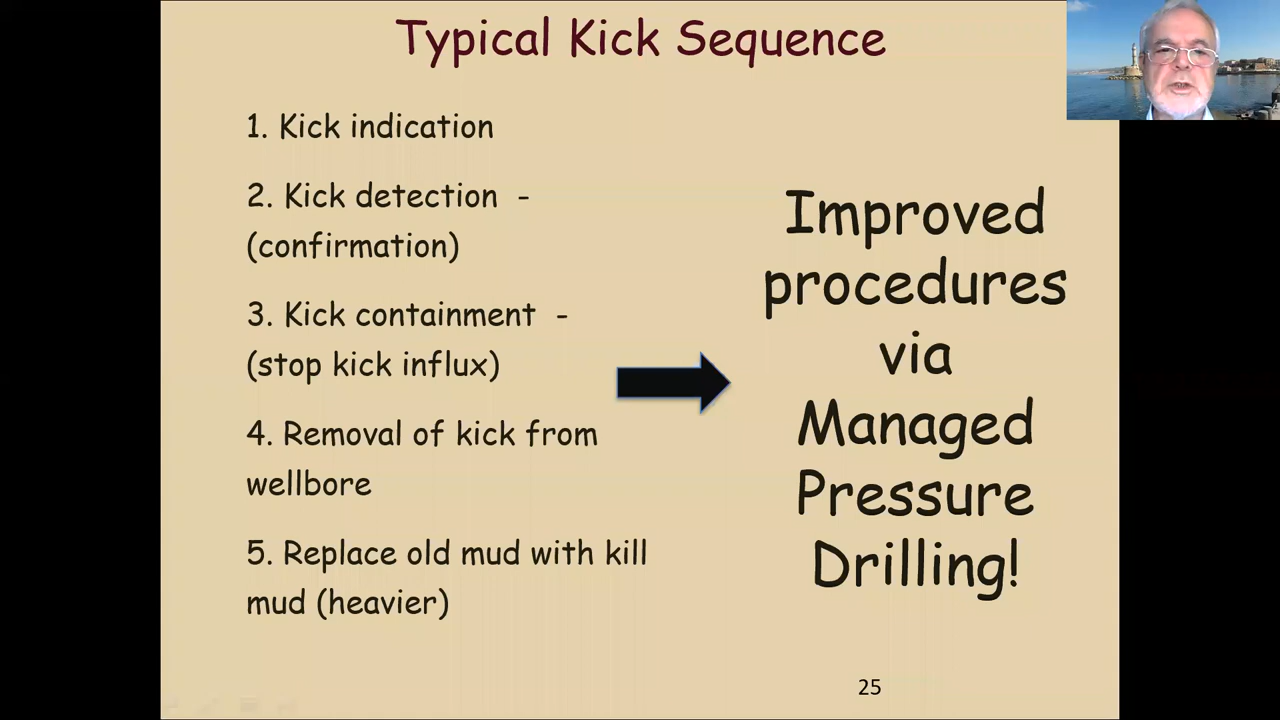 Typical Kick Sequence
1. Kick indication
2. Kick detection  -
(confirmation)
3. Kick containment  -
(stop kick influx)
4. Removal of kick from
wellbore
5. Replace old mud with kill
mud (heavier)
Improved
procedures
via
Managed
Pressure
Drilling!
25